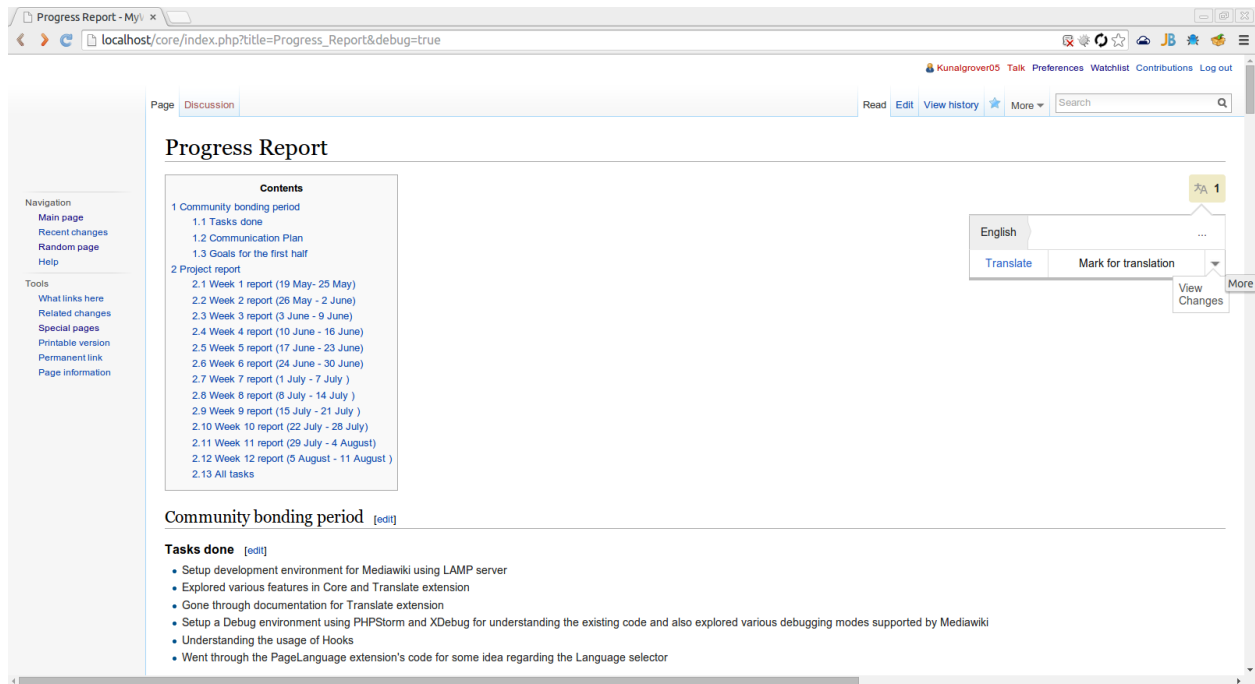 Progress Report - MyW
localhost/core/index.php?title=Progress_Report&debug=true
JB
Kunalgrover05 Talk Preferences Watchlist Contributions Log out
Page Discussion
Read Edit View history More Search
Progress Report
Navigation
Main page
Recent changes
Random page
Help
Tools
What links here
Related changes
Special pages
Printable version
Permanent link
Page information
Contents
1 Community bonding period
1.1 Tasks done
1.2 Communication Plan
1.3 Goals for the first half
2 Project report
2.1 Week 1 report (19 May- 25 May)
2.2 Week 2 report (26 May - 2 June)
2.3 Week 3 report (3 June - 9 June)
2.4 Week 4 report (10 June - 16 June)
2.5 Week 5 report (17 June - 23 June)
2.6 Week 6 report (24 June - 30 June)
2.7 Week 7 report (1 July - 7 July )
2.8 Week 8 report (8 July - 14 July )
2.9 Week 9 report (15 July - 21 July )
2.10 Week 10 report (22 July - 28 July)
2.11 Week 11 report (29 July - 4 August)
2.12 Week 12 report (5 August - 11 August )
2.13 All tasks
1
English ...
Translate Mark for translation
More
View
Changes
Community bonding period [edit]
Tasks done [edit]
Setup development environment for Mediawiki using LAMP server
Explored various features in Core and Translate extension
Gone through documentation for Translate extension
Setup a Debug environment using PHPStorm and XDebug for understanding the existing code and also explored various debugging modes supported by Mediawiki
Understanding the usage of Hooks
Went through the PageLanguage extension's code for some idea regarding the Language selector